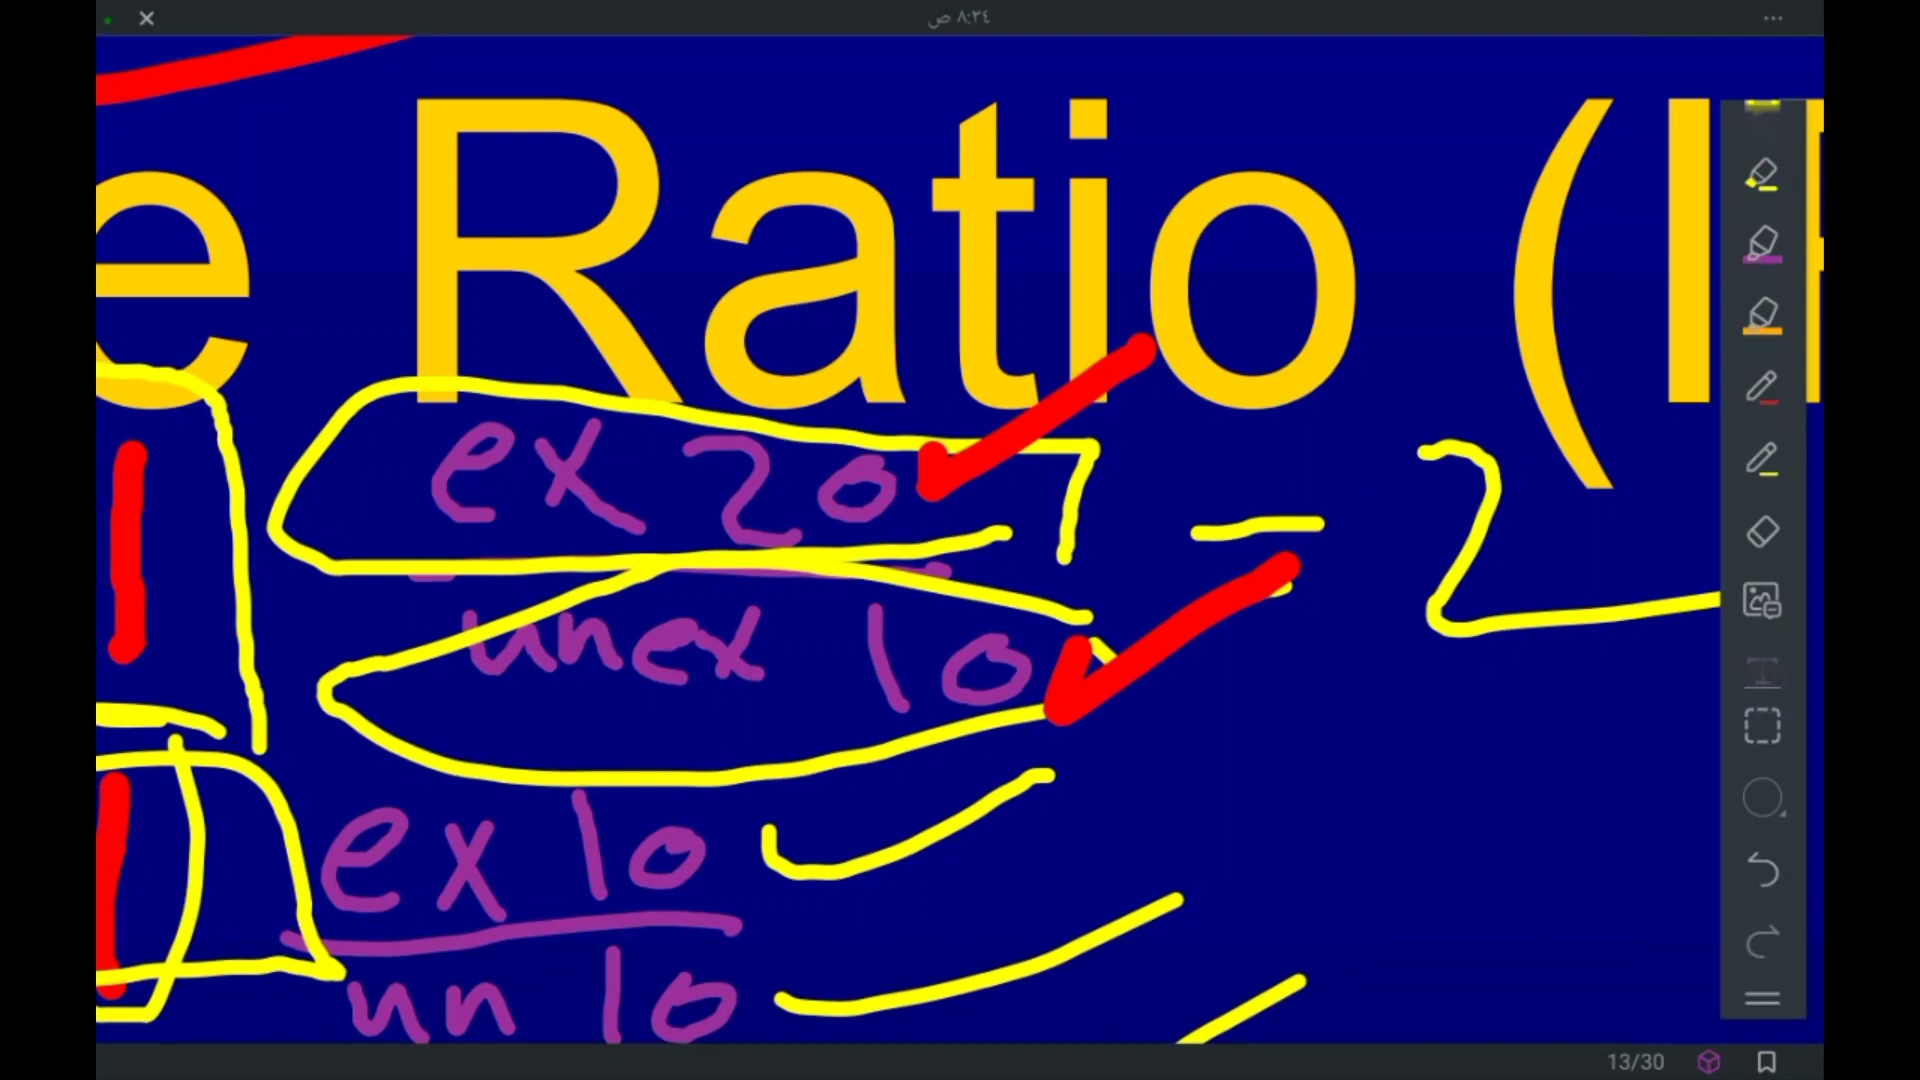 ٨:٢٤ ص
e Ratio (I
ex 20
unex 10
= 2
ex 10
un 10
13/30